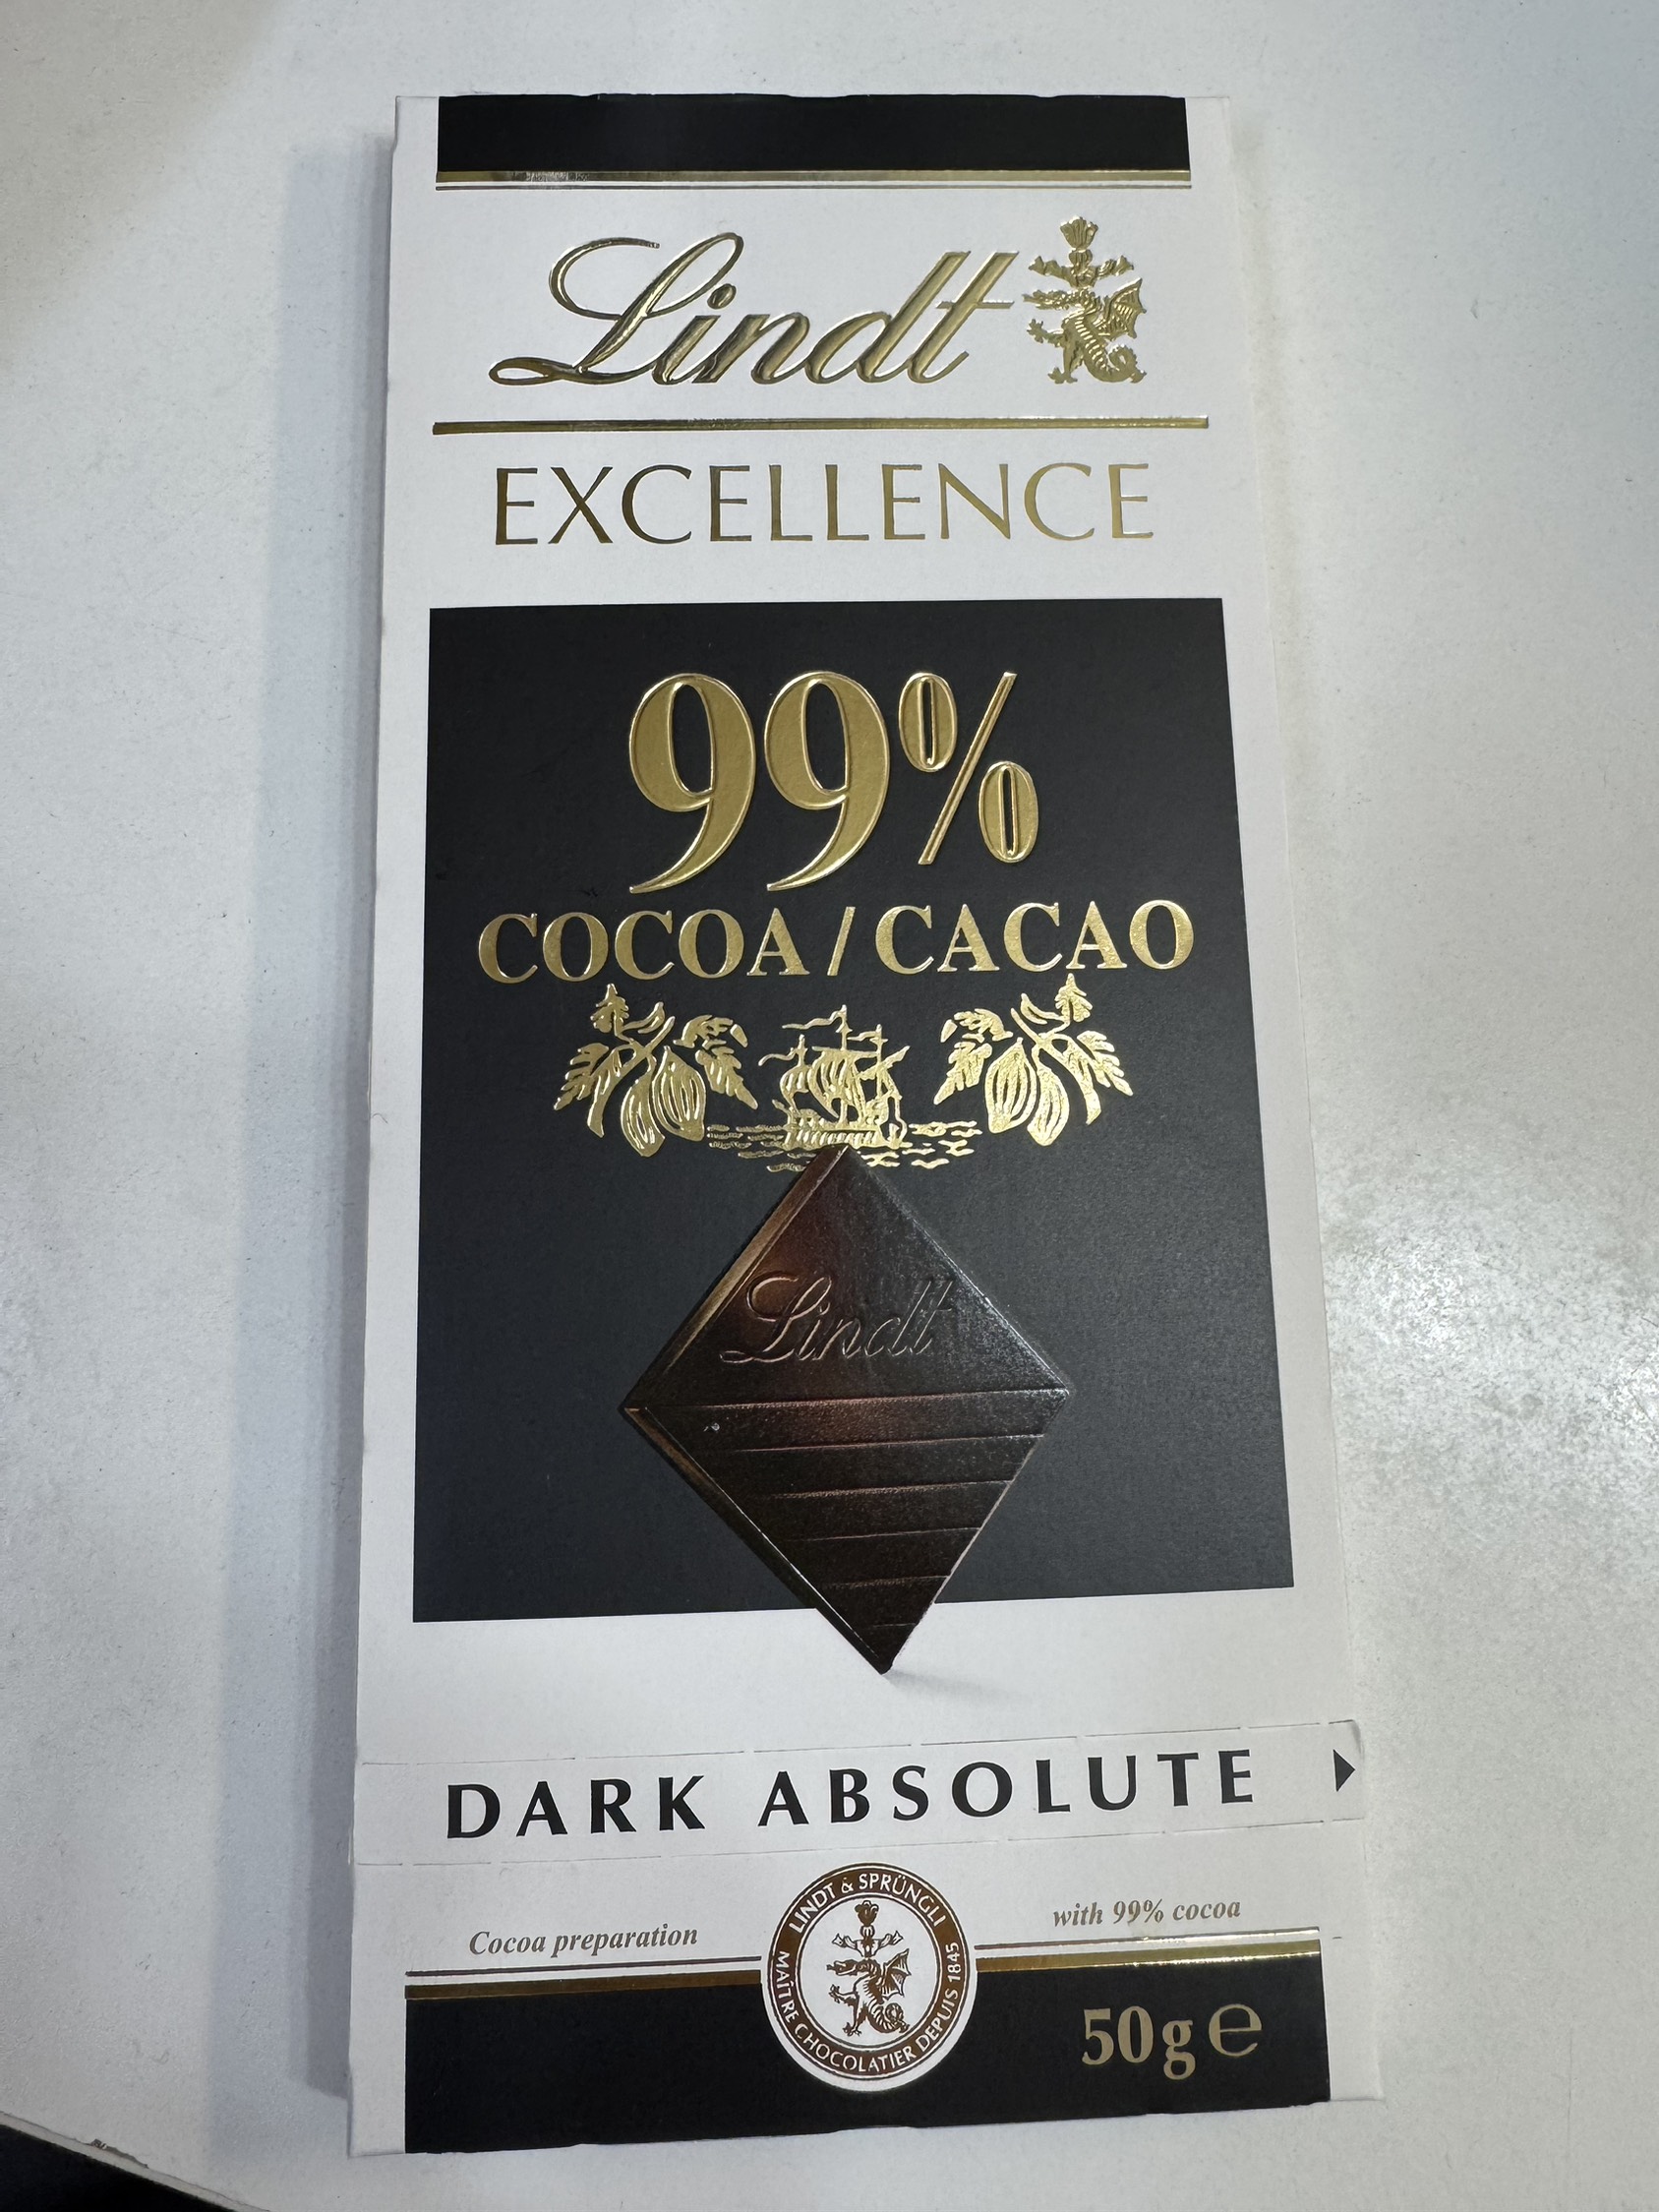 Lindt
EXCELLENCE
99%
COCOA / CACAO
Lindt
DARK ABSOLUTE
Cocoa preparation
with 99% cocoa
LINDT & SPRÜNGLI
MAÎTRE CHOCOLATIER DEPUIS 1845
50g ℮